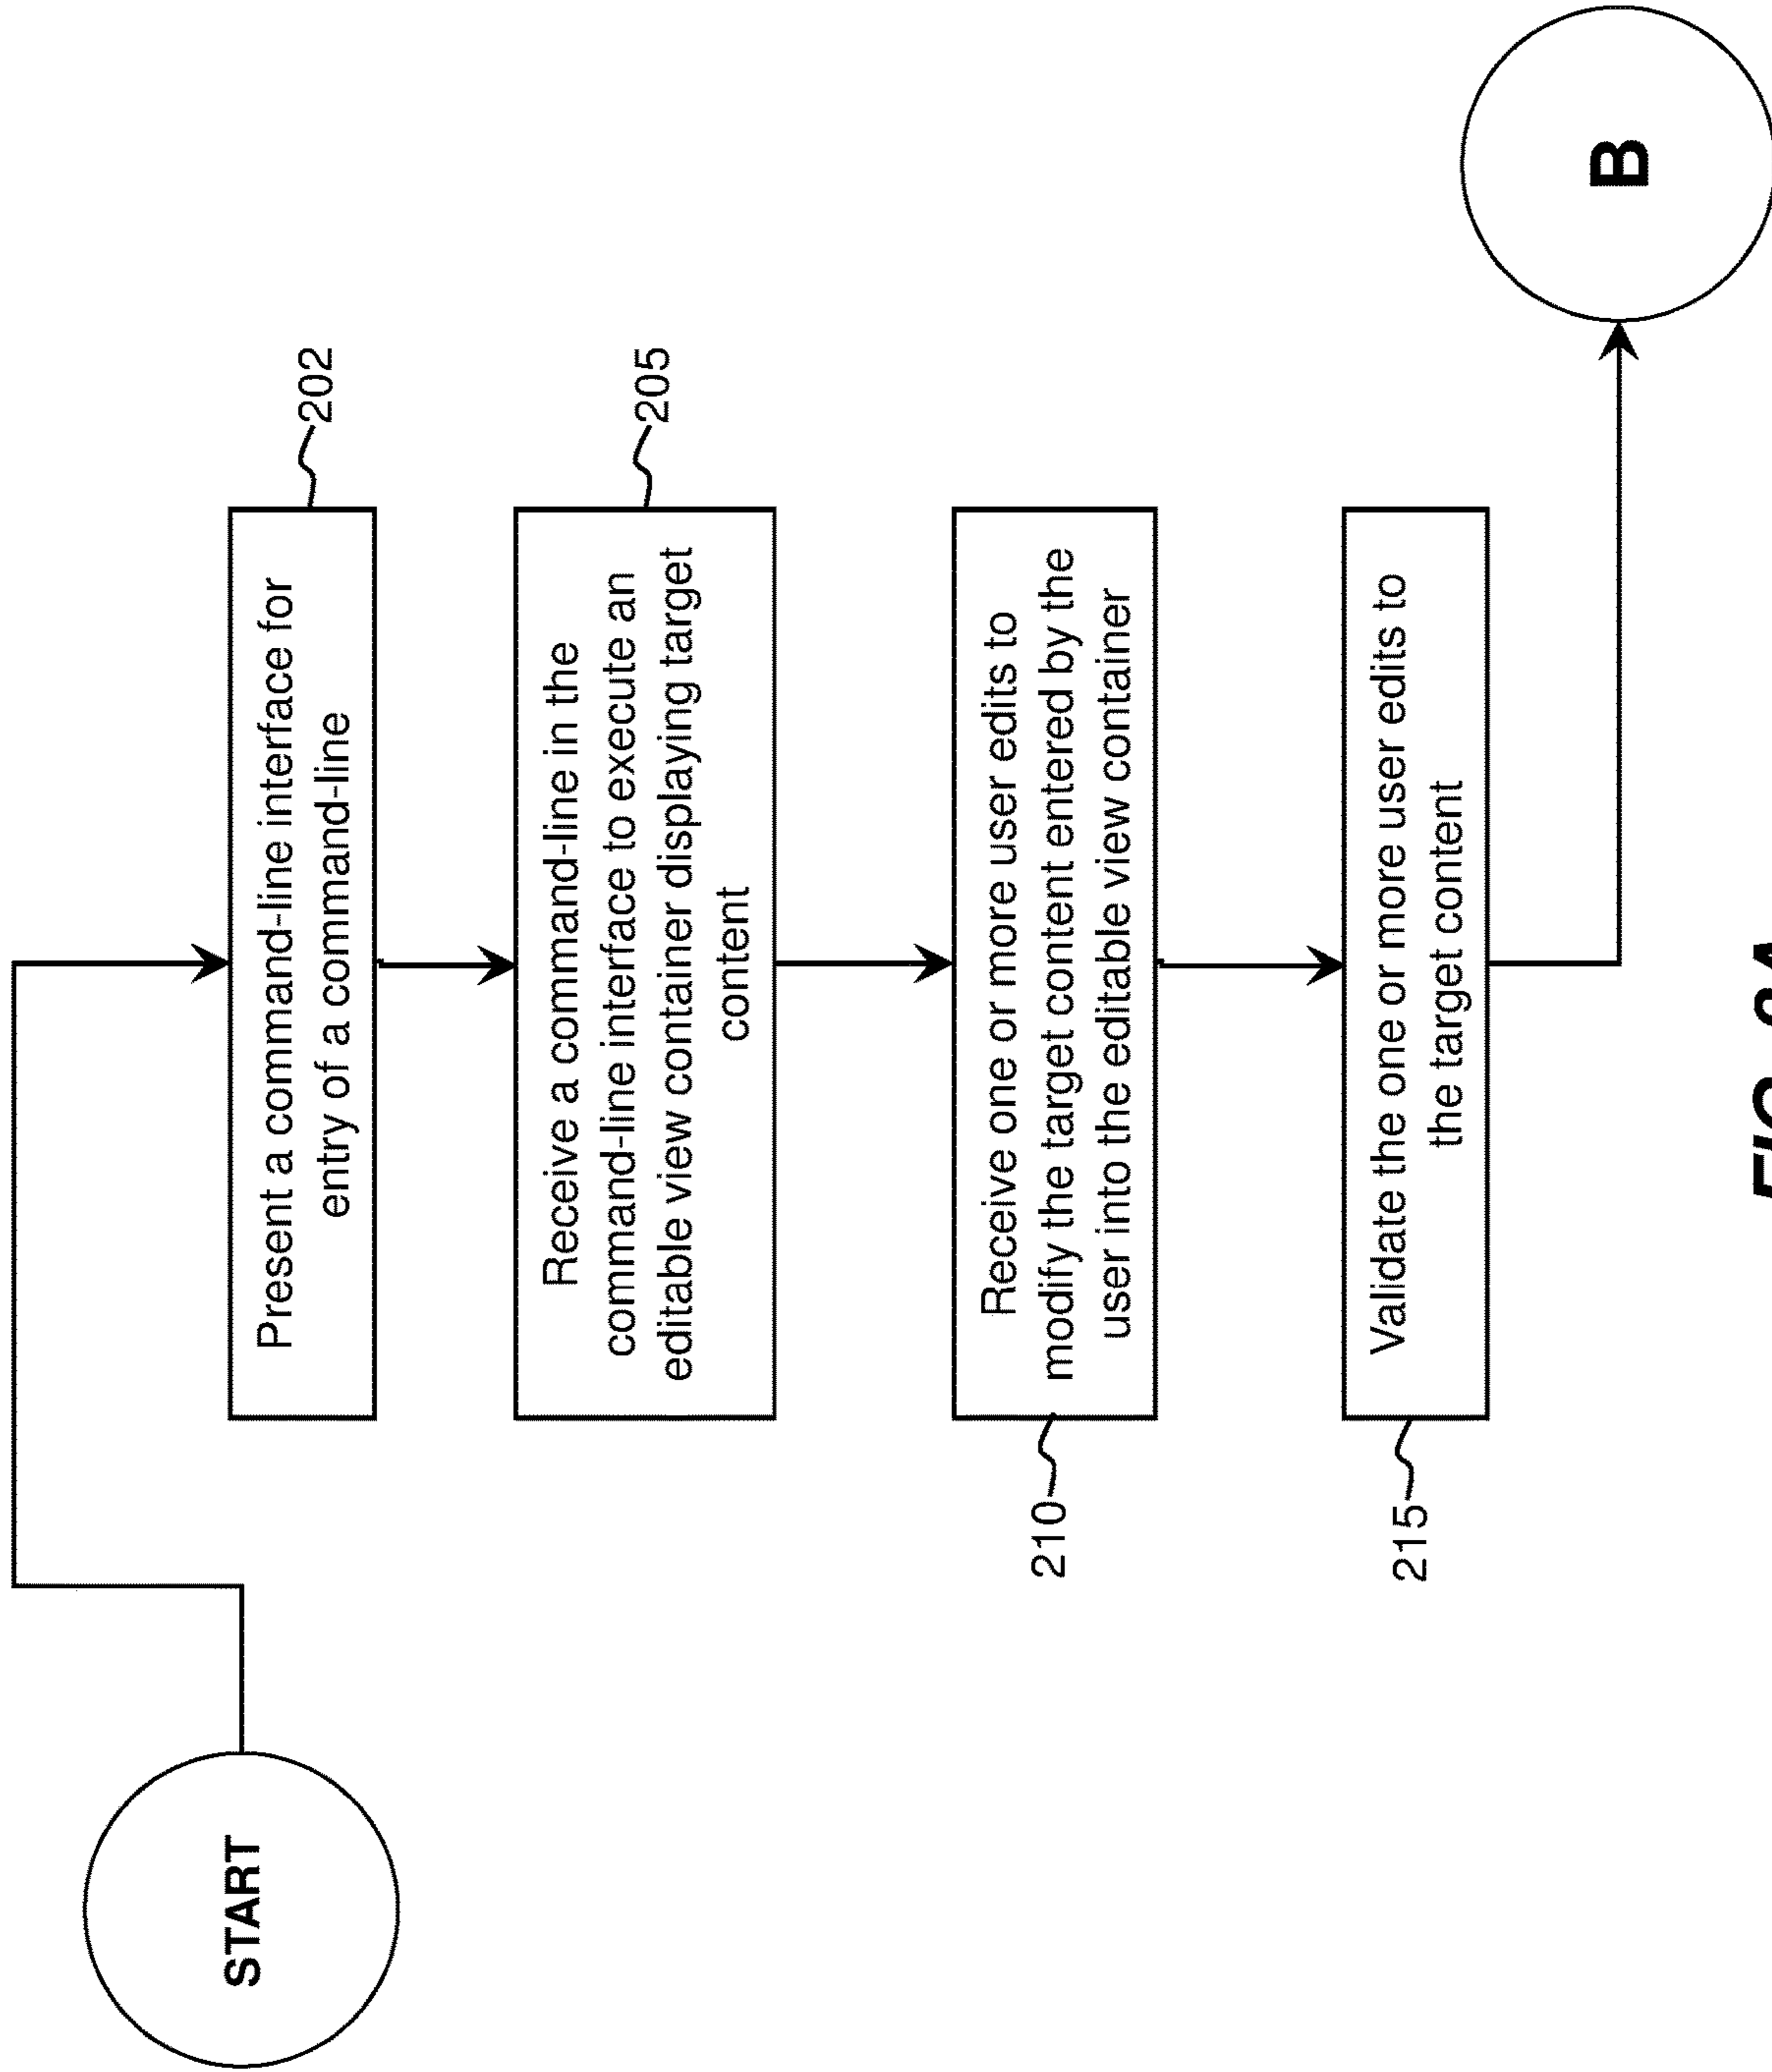 START
Present a command-line interface for
entry of a command-line
202
Receive a command-line in the
command-line interface to execute an
editable view container displaying target
content
205
Receive one or more user edits to
modify the target content entered by the
user into the editable view container
210
Validate the one or more user edits to
the target content
215
B
FIG.